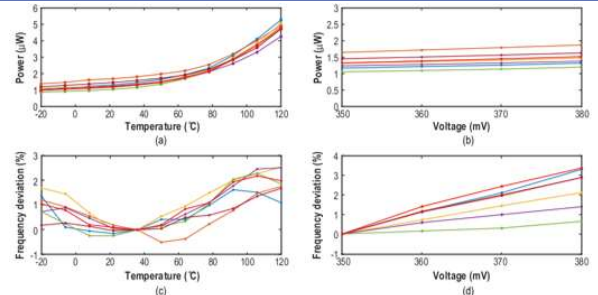 6
5
4
3
2
1
0
-20 0 20 40 60 80 100 120
Power (μW)
Temperature (℃)
(a)
3
2.5
2
1.5
1
0.5
0
350 360 370 380
Power (μW)
Voltage (mV)
(b)
3
2
1
0
-1
-20 0 20 40 60 80 100 120
Frequency deviation (%)
Temperature (℃)
(c)
4
3
2
1
0
-1
350 360 370 380
Frequency deviation (%)
Voltage (mV)
(d)